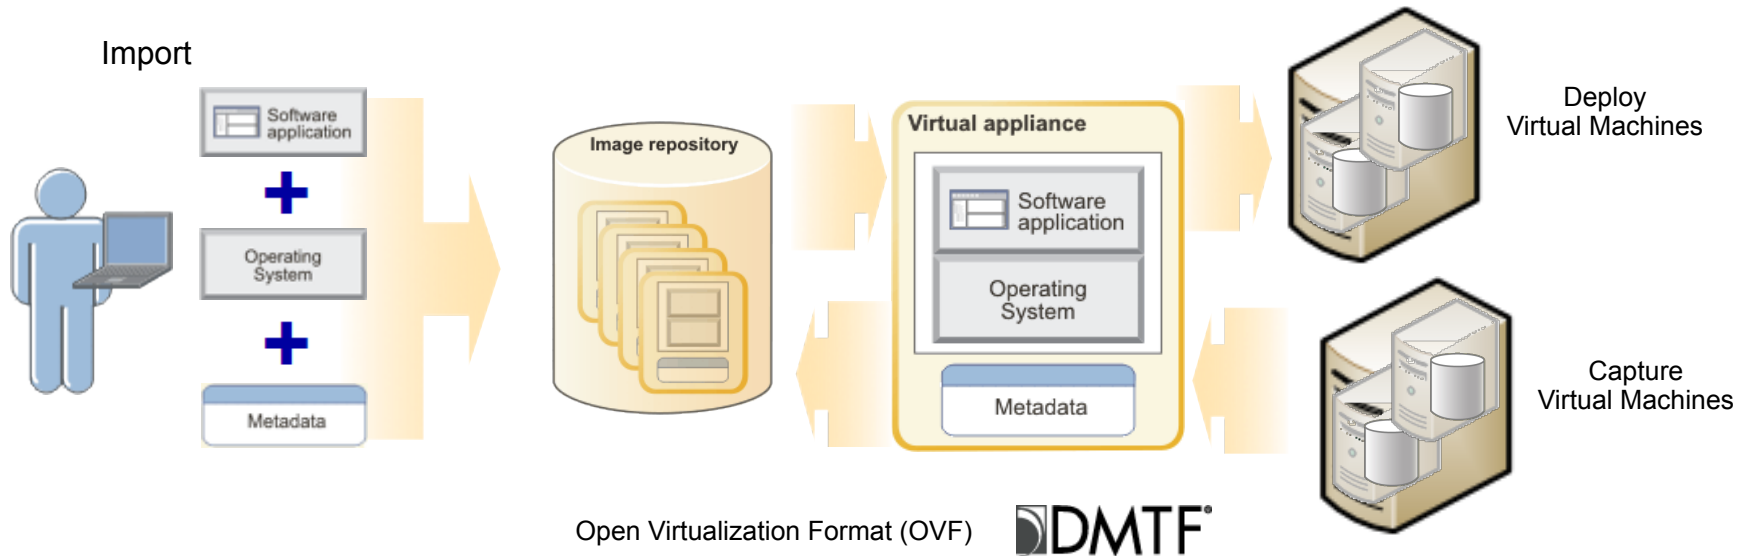 Import
Software
application
Operating
System
Metadata
Image repository
Virtual appliance
Software
application
Operating
System
Metadata
Deploy
Virtual Machines
Capture
Virtual Machines
Open Virtualization Format (OVF)
DMTF®